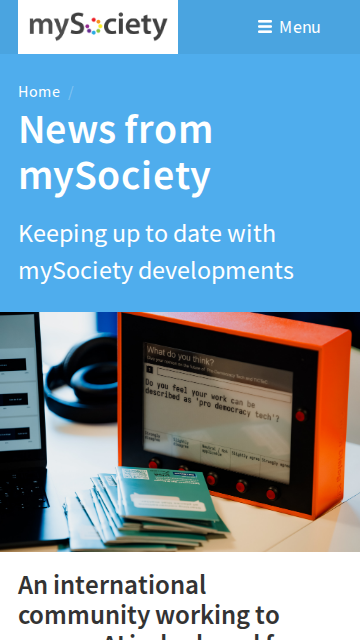 mySociety
Menu
Home /
News from
mySociety
Keeping up to date with
mySociety developments
What do you think?
Do you feel your work can be
described as 'pro democracy tech'?
An international
community working to